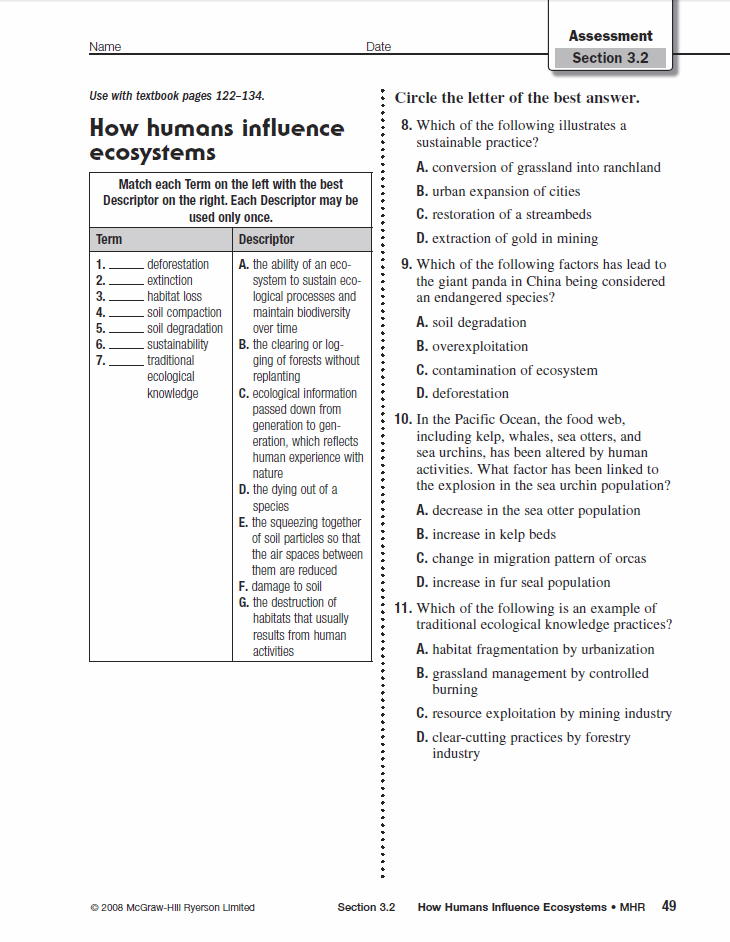 Name
Date
Assessment
Section 3.2
Use with textbook pages 122–134.
How humans influence
ecosystems
Match each Term on the left with the best
Descriptor on the right. Each Descriptor may be
used only once.
Term
Descriptor
1. _____ deforestation
2. _____ extinction
3. _____ habitat loss
4. _____ soil compaction
5. _____ soil degradation
6. _____ sustainability
7. _____ traditional
ecological
knowledge
A. the ability of an eco-
system to sustain eco-
logical processes and
maintain biodiversity
over time
B. the clearing or log-
ging of forests without
replanting
C. ecological information
passed down from
generation to gen-
eration, which reflects
human experience with
nature
D. the dying out of a
species
E. the squeezing together
of soil particles so that
the air spaces between
them are reduced
F. damage to soil
G. the destruction of
habitats that usually
results from human
activities
Circle the letter of the best answer.
8. Which of the following illustrates a
sustainable practice?
A. conversion of grassland into ranchland
B. urban expansion of cities
C. restoration of a streambeds
D. extraction of gold in mining
9. Which of the following factors has lead to
the giant panda in China being considered
an endangered species?
A. soil degradation
B. overexploitation
C. contamination of ecosystem
D. deforestation
10. In the Pacific Ocean, the food web,
including kelp, whales, sea otters, and
sea urchins, has been altered by human
activities. What factor has been linked to
the explosion in the sea urchin population?
A. decrease in the sea otter population
B. increase in kelp beds
C. change in migration pattern of orcas
D. increase in fur seal population
11. Which of the following is an example of
traditional ecological knowledge practices?
A. habitat fragmentation by urbanization
B. grassland management by controlled
burning
C. resource exploitation by mining industry
D. clear-cutting practices by forestry
industry
© 2008 McGraw-Hill Ryerson Limited
Section 3.2 How Humans Influence Ecosystems • MHR 49